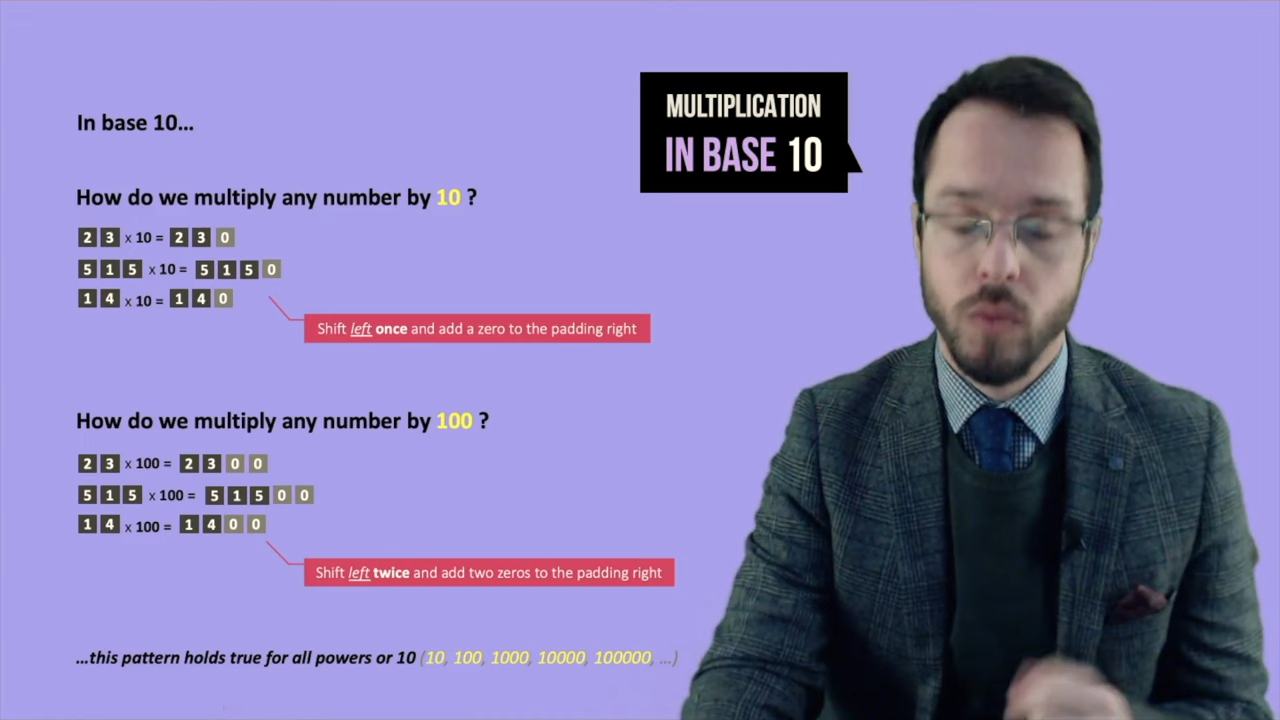 MULTIPLICATION
IN BASE 10
In base 10...
How do we multiply any number by 10 ?
2 3 x 10 = 2 3 0
5 1 5 x 10 = 5 1 5 0
1 4 x 10 = 1 4 0
Shift left once and add a zero to the padding right
How do we multiply any number by 100 ?
2 3 x 100 = 2 3 0 0
5 1 5 x 100 = 5 1 5 0 0
1 4 x 100 = 1 4 0 0
Shift left twice and add two zeros to the padding right
...this pattern holds true for all powers or 10 (10, 100, 1000, 10000, 100000, ...)